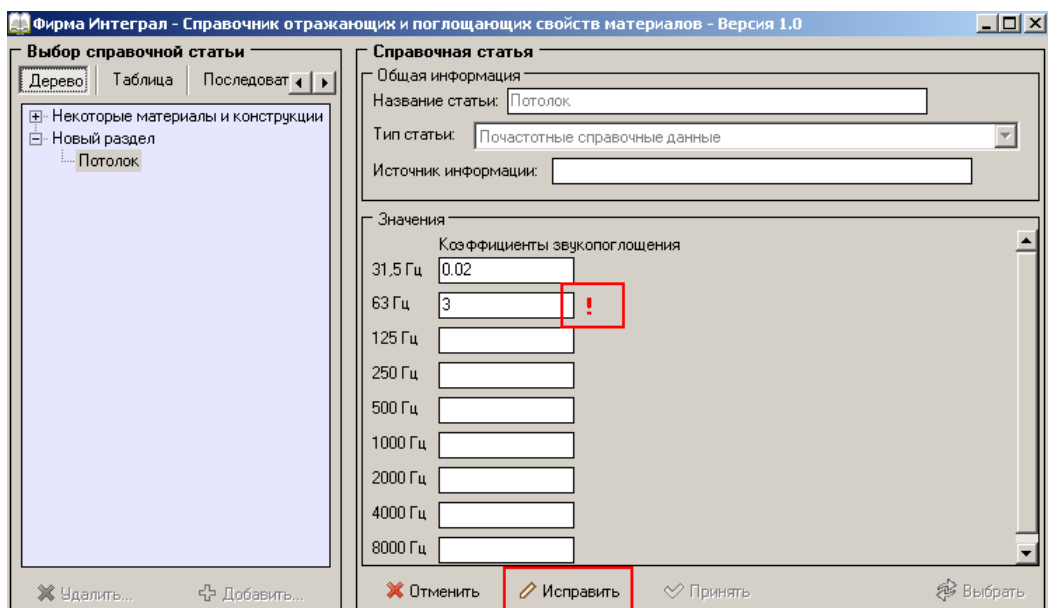 Фирма Интеграл - Справочник отражающих и поглощающих свойств материалов - Версия 1.0
Выбор справочной статьи
Дерево Таблица Последоват
Некоторые материалы и конструкции
Новый раздел
Потолок
Удалить... Добавить...
Справочная статья
Общая информация
Название статьи: Потолок
Тип статьи: Почастотные справочные данные
Источник информации:
Значения
Коэффициенты звукопоглощения
31,5 Гц 0.02
63 Гц 3 !
125 Гц
250 Гц
500 Гц
1000 Гц
2000 Гц
4000 Гц
8000 Гц
Отменить Исправить Принять Выбрать